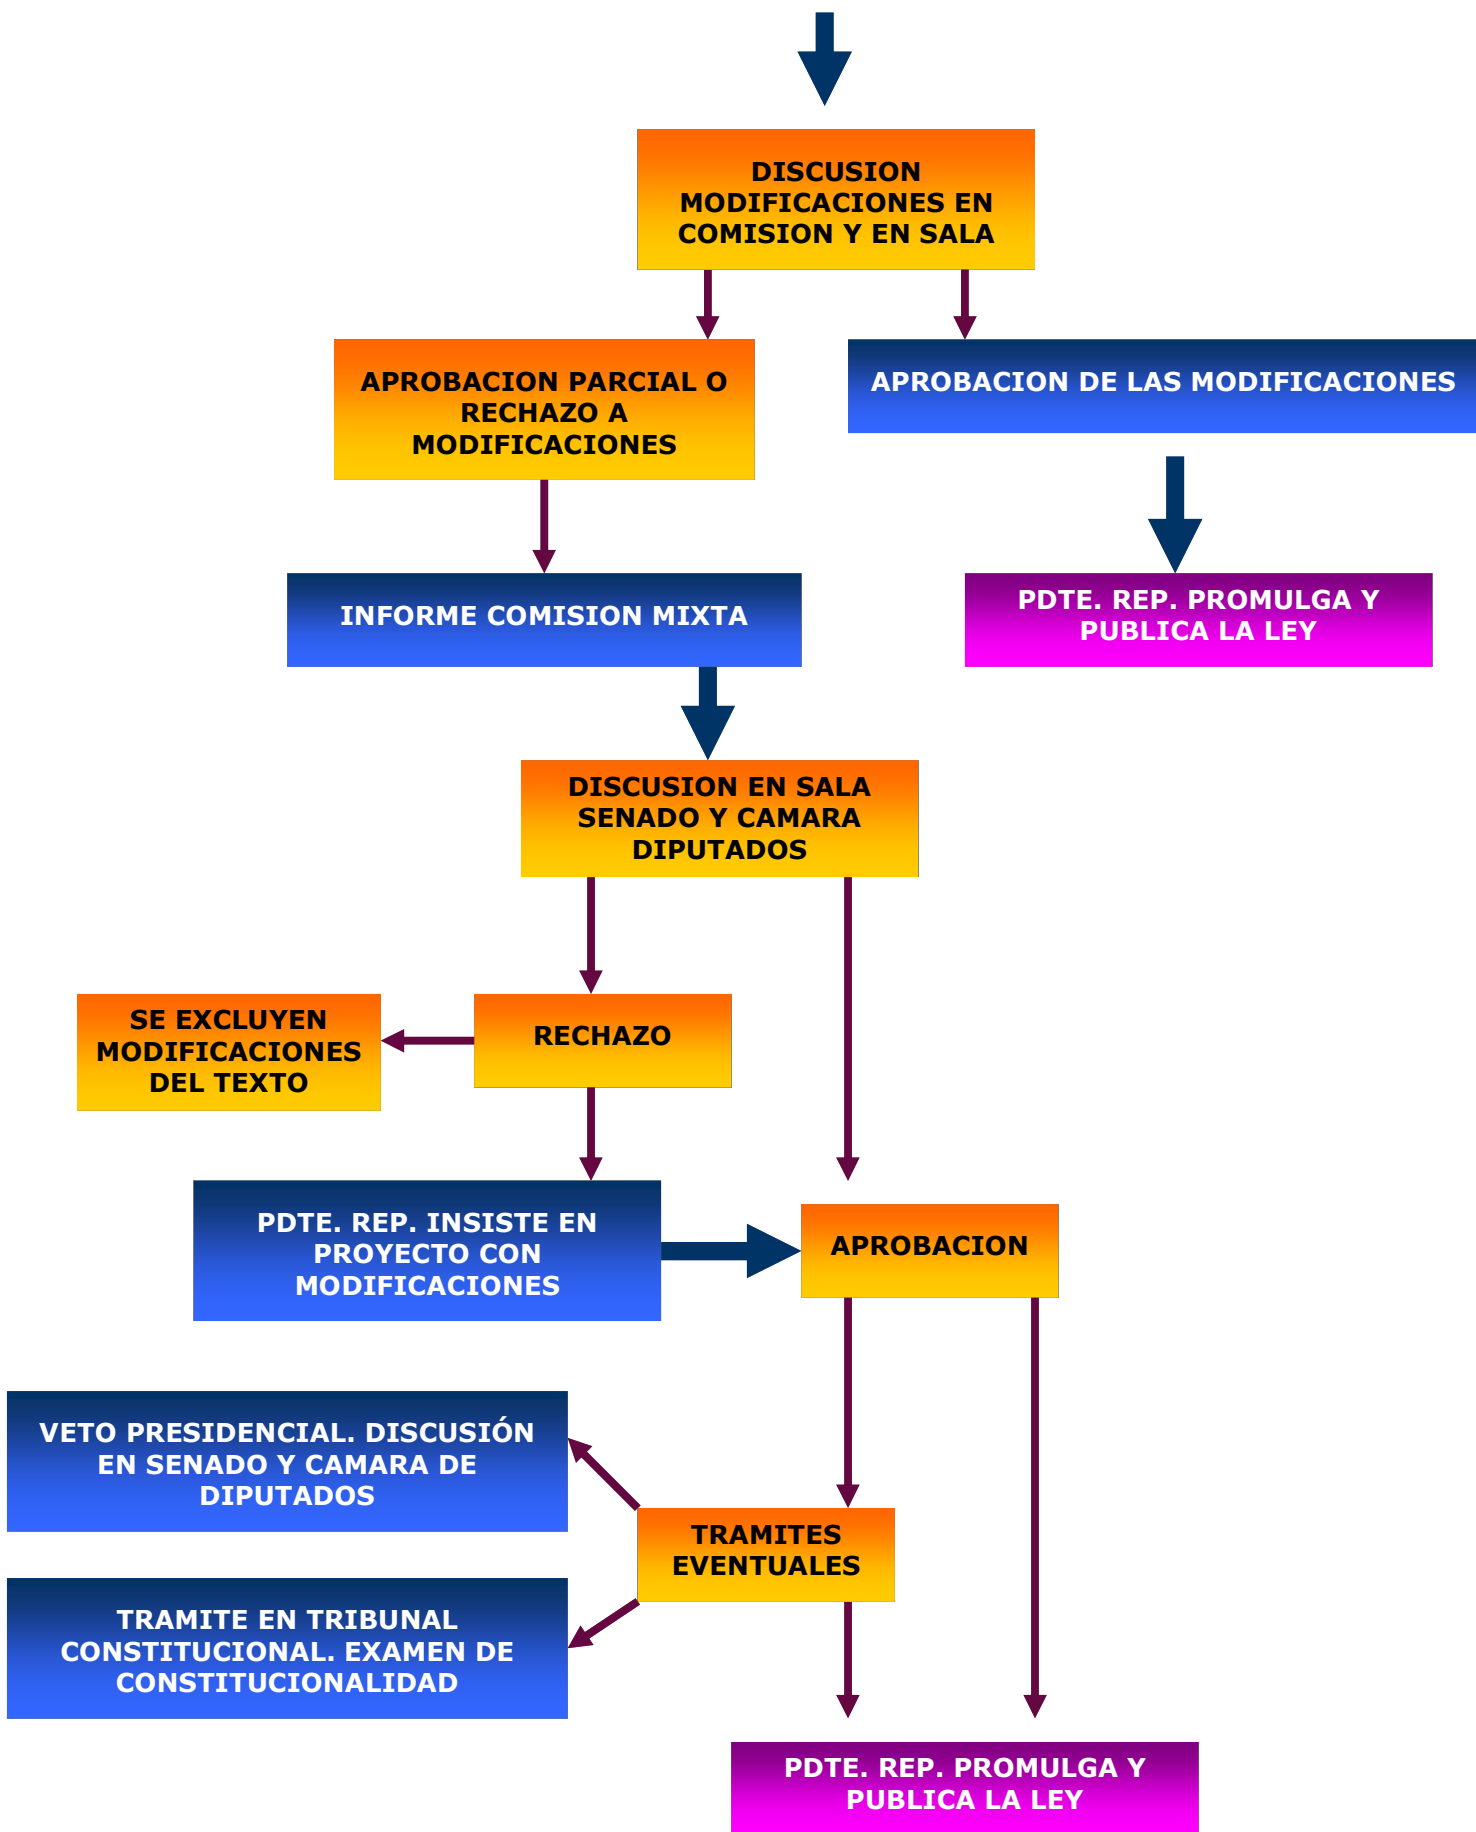 DISCUSION
MODIFICACIONES EN
COMISION Y EN SALA
APROBACION PARCIAL O
RECHAZO A
MODIFICACIONES
APROBACION DE LAS MODIFICACIONES
INFORME COMISION MIXTA
PDTE. REP. PROMULGA Y
PUBLICA LA LEY
DISCUSION EN SALA
SENADO Y CAMARA
DIPUTADOS
SE EXCLUYEN
MODIFICACIONES
DEL TEXTO
RECHAZO
PDTE. REP. INSISTE EN
PROYECTO CON
MODIFICACIONES
APROBACION
VETO PRESIDENCIAL. DISCUSIÓN
EN SENADO Y CAMARA DE
DIPUTADOS
TRAMITES
EVENTUALES
TRAMITE EN TRIBUNAL
CONSTITUCIONAL. EXAMEN DE
CONSTITUCIONALIDAD
PDTE. REP. PROMULGA Y
PUBLICA LA LEY